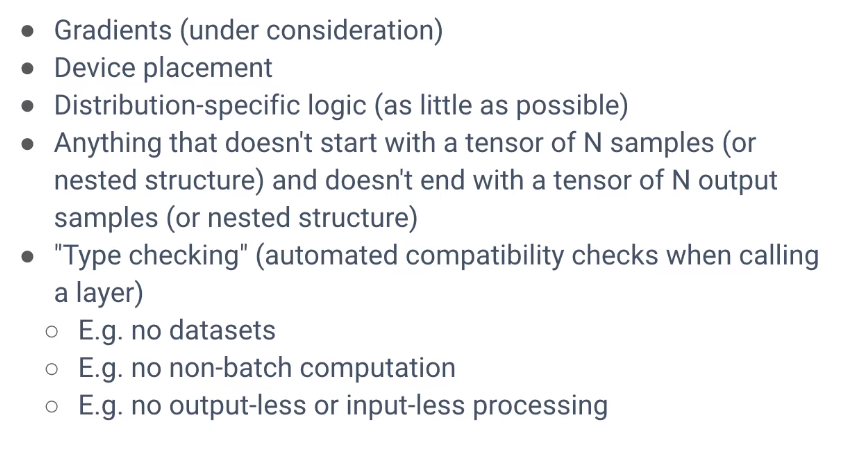 ● Gradients (under consideration)
● Device placement
● Distribution-specific logic (as little as possible)
● Anything that doesn't start with a tensor of N samples (or
nested structure) and doesn't end with a tensor of N output
samples (or nested structure)
● "Type checking" (automated compatibility checks when calling
a layer)
○ E.g. no datasets
○ E.g. no non-batch computation
○ E.g. no output-less or input-less processing